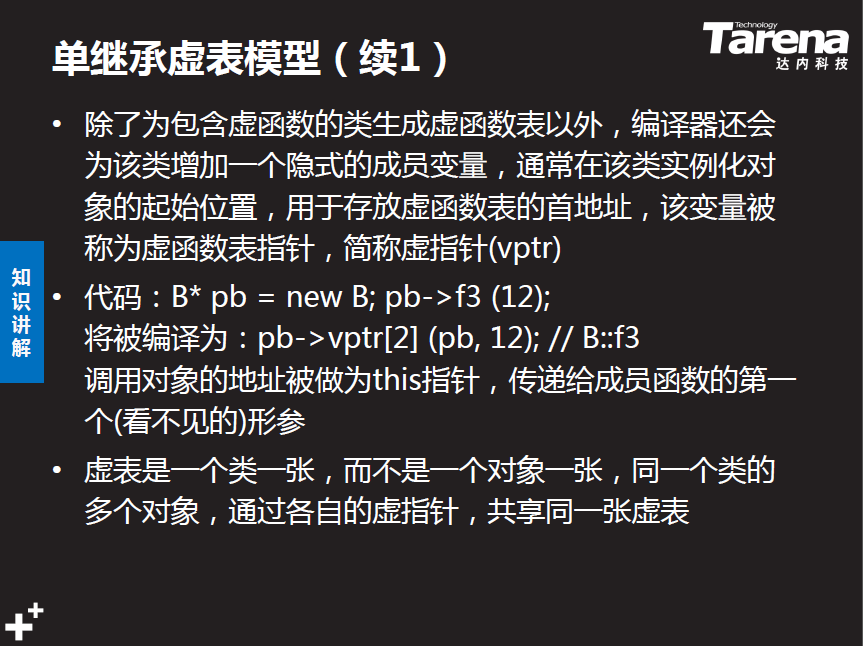 单继承虚表模型（续1）
Technology
Tarena
达内科技
• 除了为包含虚函数的类生成虚函数表以外，编译器还会
为该类增加一个隐式的成员变量，通常在该类实例化对
象的起始位置，用于存放虚函数表的首地址，该变量被
称为虚函数表指针，简称虚指针(vptr)
知识讲解
• 代码：B* pb = new B; pb->f3 (12);
将被编译为：pb->vptr[2] (pb, 12); // B::f3
调用对象的地址被做为this指针，传递给成员函数的第一
个(看不见的)形参
• 虚表是一个类一张，而不是一个对象一张，同一个类的
多个对象，通过各自的虚指针，共享同一张虚表